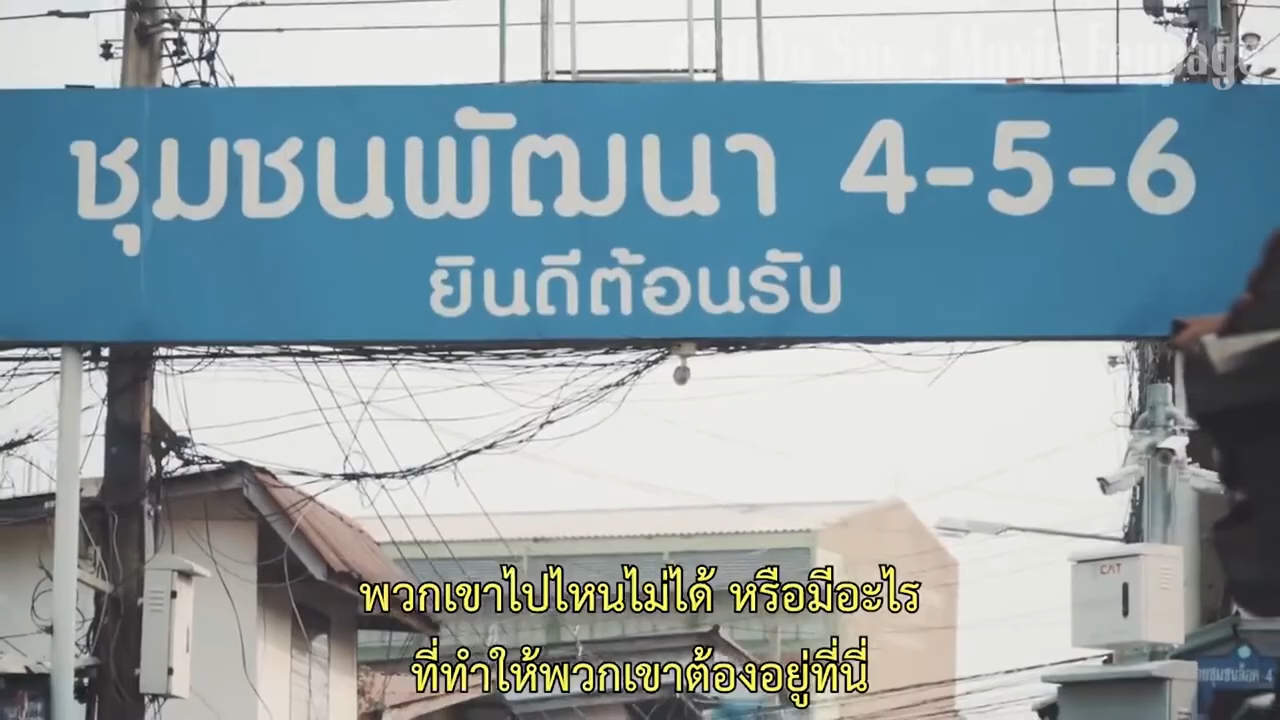 ชุมชนพัฒนา 4-5-6
ยินดีต้อนรับ
CAT
พวกเขาไปไหนไม่ได้ หรือมีอะไร
ที่ทำให้พวกเขาต้องอยู่ที่นี่